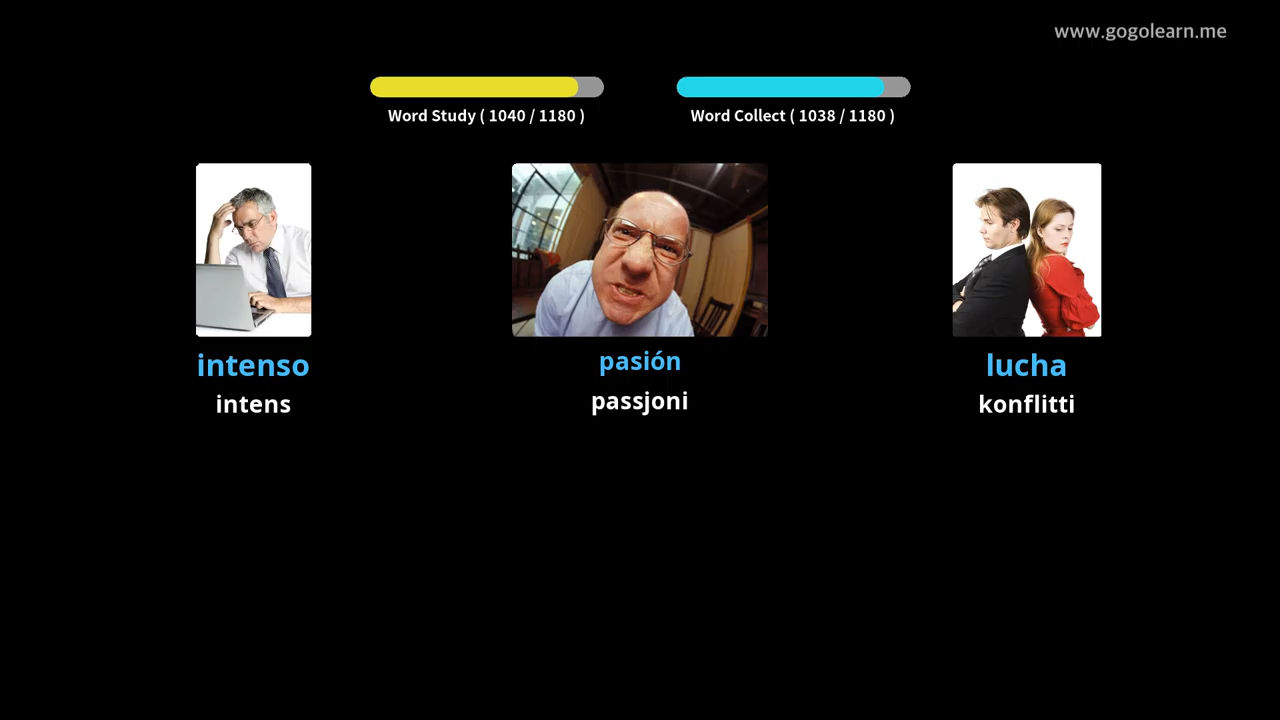 www.gogolearn.me
Word Study ( 1040 / 1180 )
Word Collect ( 1038 / 1180 )
intenso
intens
pasión
passjoni
lucha
konflitti